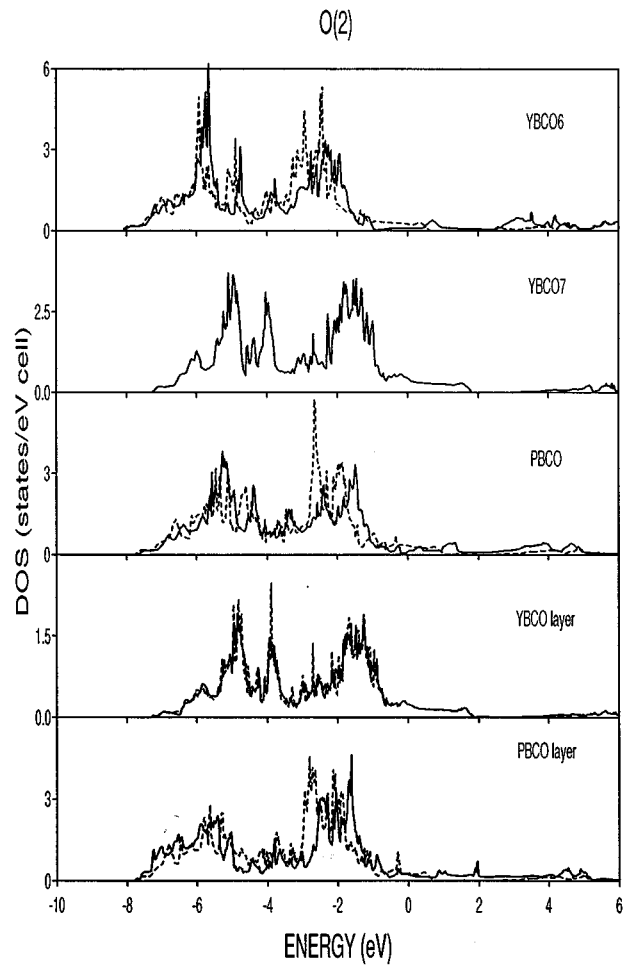 O(2)
6
3
0
YBCO6
2.5
0.0
YBCO7
3
0
PBCO
1.5
0.0
YBCO layer
3
0
PBCO layer
DOS (states/eV cell)
-10 -8 -6 -4 -2 0 2 4 6
ENERGY (eV)